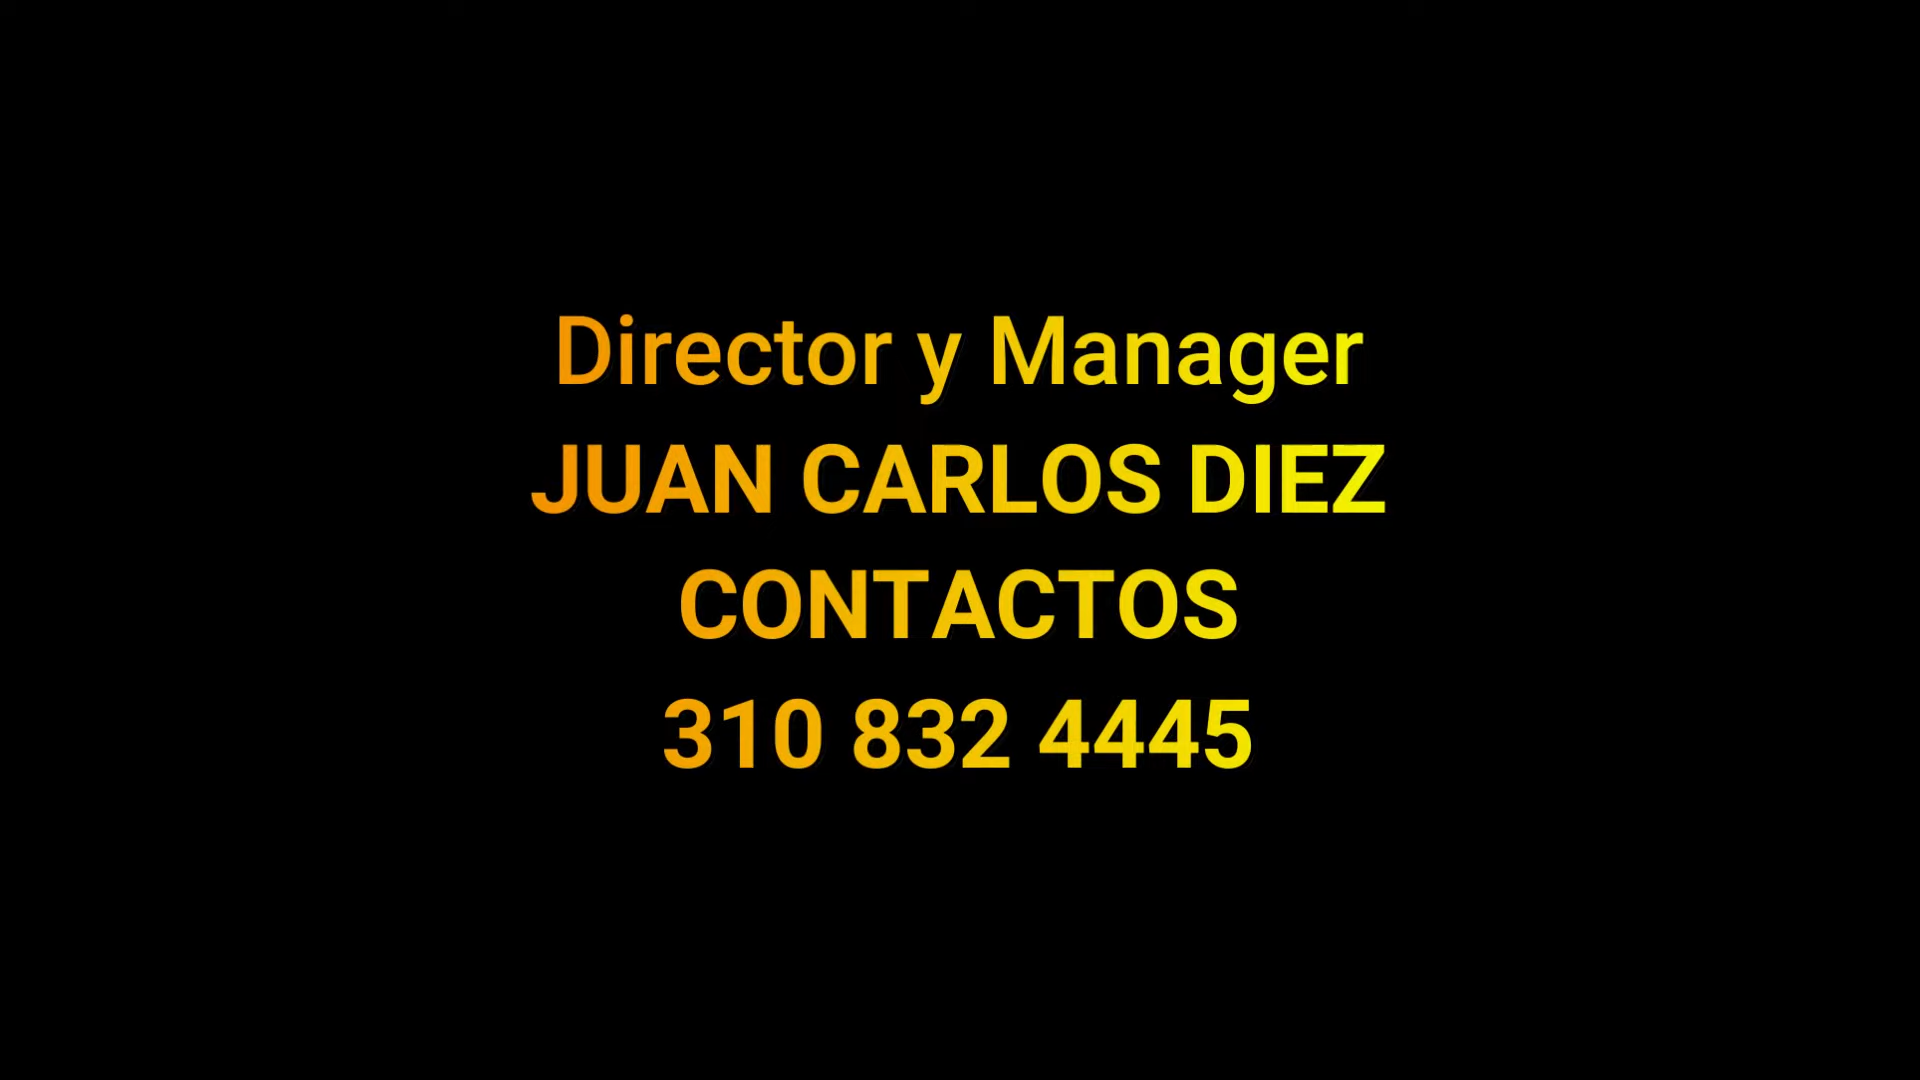 Director y Manager
JUAN CARLOS DIEZ
CONTACTOS
310 832 4445